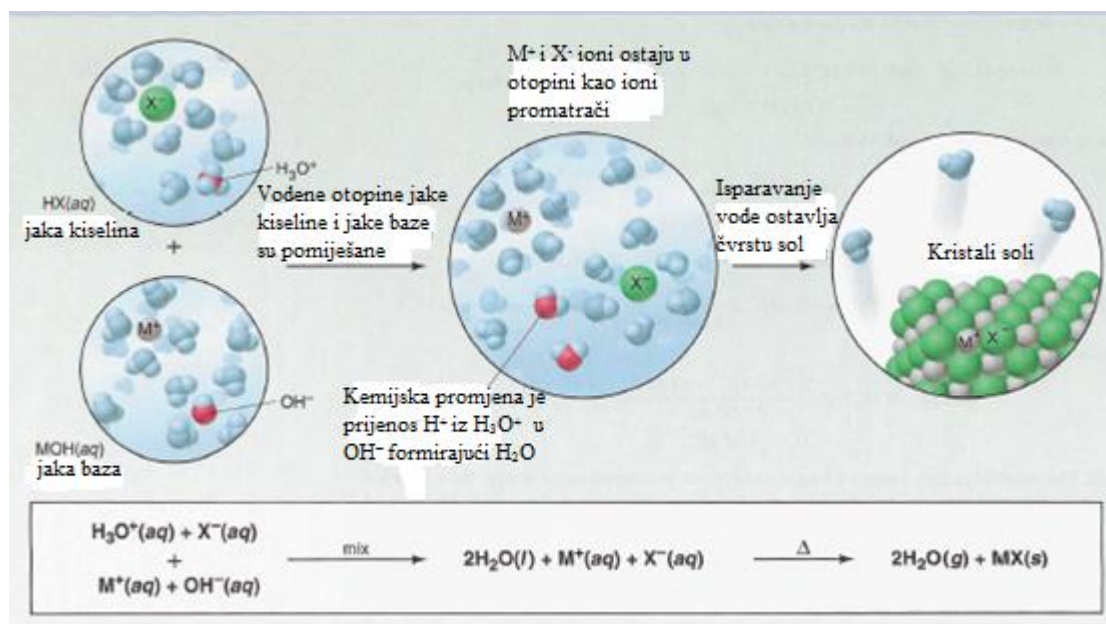 X⁻
H₃O⁺
HX(aq)
jaka kiselina
+
M⁺
OH⁻
MOH(aq)
jaka baza
Vodene otopine jake
kiseline i jake baze
su pomiješane
M⁺ i X⁻ ioni ostaju u
otopini kao ioni
promatrači
M⁺
X⁻
Kemijska promjena je
prijenos H⁺ iz H₃O⁺ u
OH⁻ formirajući H₂O
Isparavanje
vode ostavlja
čvrstu sol
Kristali soli
M⁺ X⁻
H₃O⁺(aq) + X⁻(aq)
+
M⁺(aq) + OH⁻(aq)
mix
2H₂O(l) + M⁺(aq) + X⁻(aq)
Δ
2H₂O(g) + MX(s)